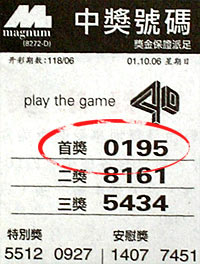 magnum
(8272-D)
中獎號碼
獎金保證派足
开彩期数:118/06
01.10.06 星期日
play the game 4D
首獎 0195
二獎 8161
三獎 5434
特別獎 安慰獎
5512 0927 1407 7451